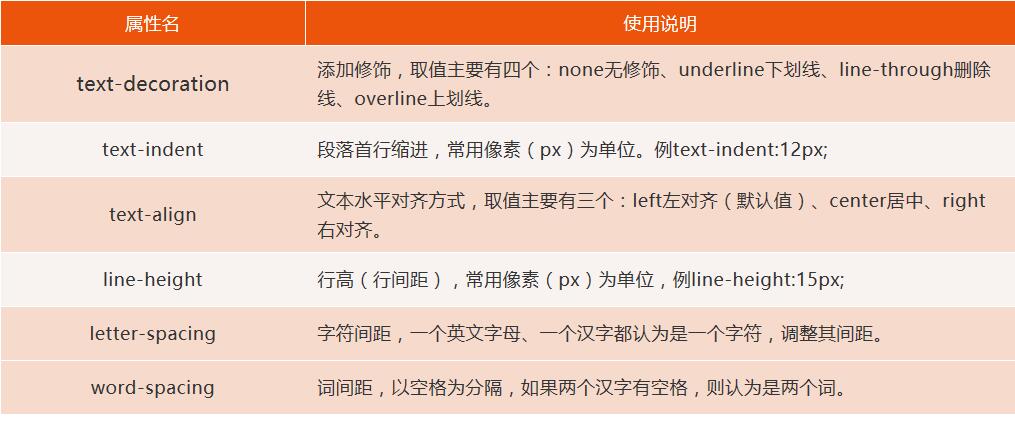 属性名 使用说明
text-decoration 添加修饰，取值主要有四个：none无修饰、underline下划线、line-through删除
线、overline上划线。
text-indent 段落首行缩进，常用像素（px）为单位。例text-indent:12px;
text-align 文本水平对齐方式，取值主要有三个：left左对齐（默认值）、center居中、right
右对齐。
line-height 行高（行间距），常用像素（px）为单位，例line-height:15px;
letter-spacing 字符间距，一个英文字母、一个汉字都认为是一个字符，调整其间距。
word-spacing 词间距，以空格为分隔，如果两个汉字有空格，则认为是两个词。